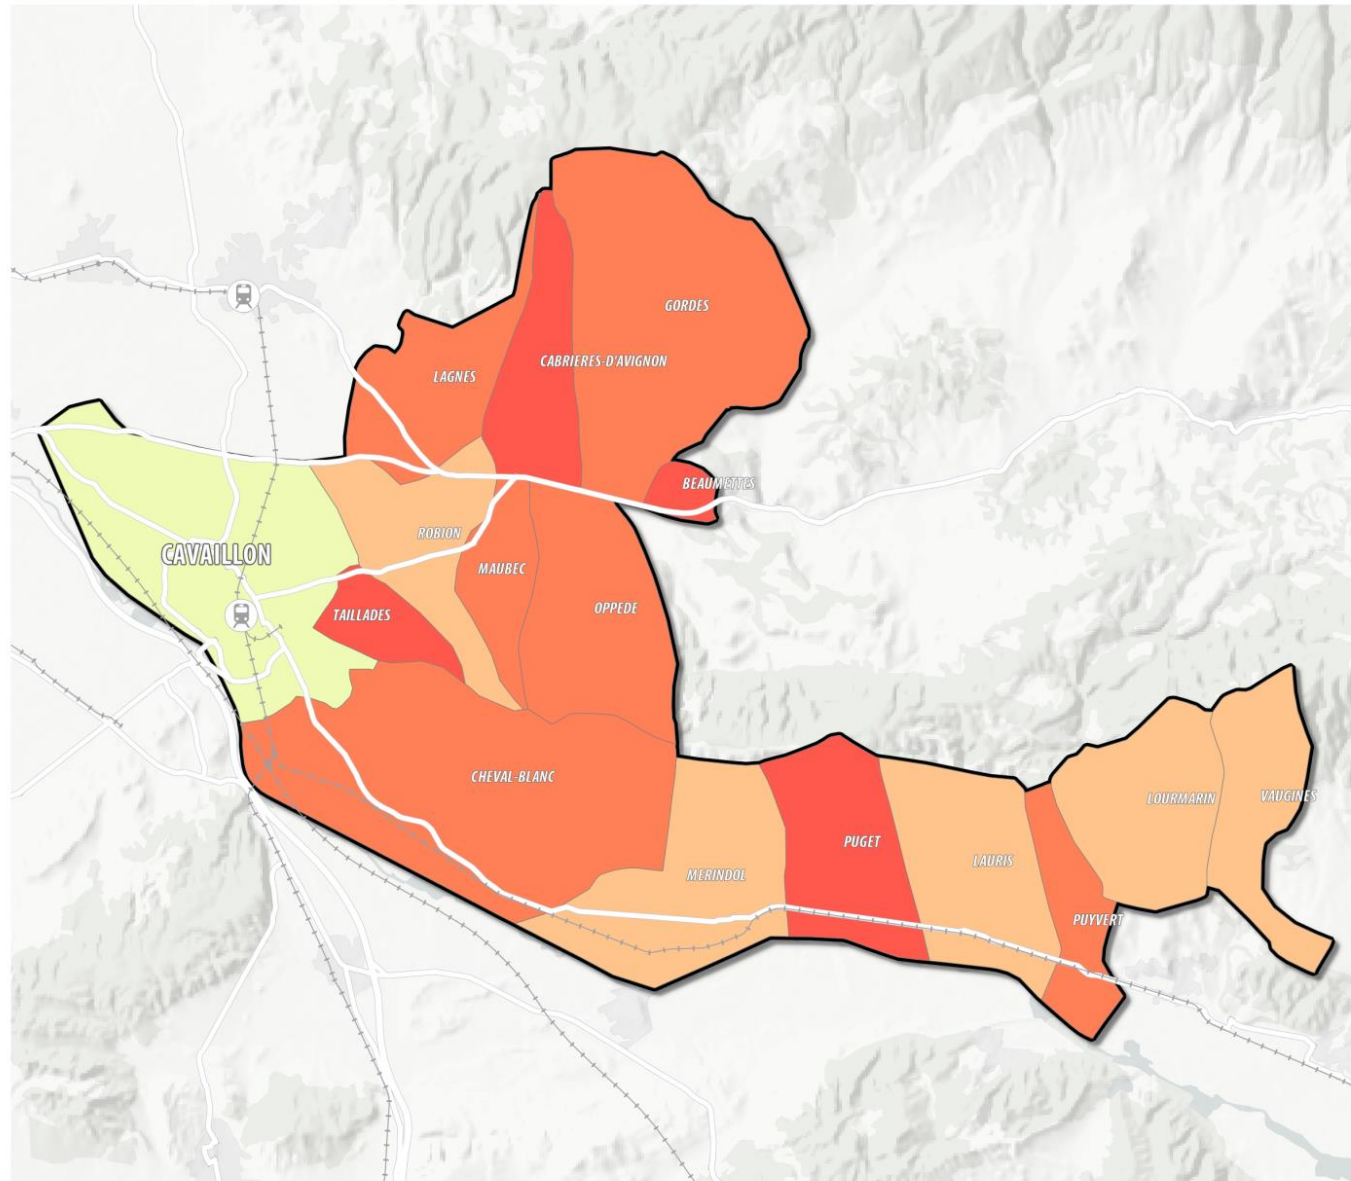 GORDES
CABRIERES-D'AVIGNON
LAGNES
BEAUMETTES
ROBION
CAVAILLON
MAUBEC
OPPEDE
TAILLADES
CHEVAL-BLANC
LOURMARIN
VAUGINES
PUGET
LAURIS
MERINDOL
PUYVERT